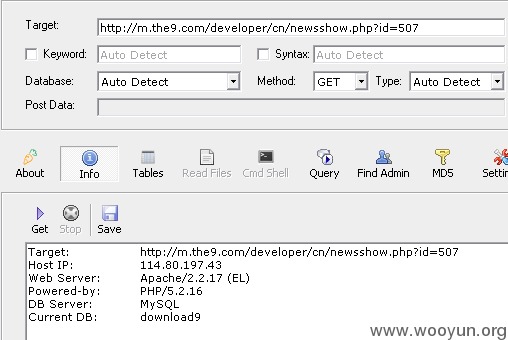 Target: http://m.the9.com/developer/cn/newsshow.php?id=507
Keyword: Auto Detect Syntax: Auto Detect
Database: Auto Detect Method: GET Type: Auto Detect
Post Data:
About Info Tables Read Files Cmd Shell Query Find Admin MD5 Settin
Get Stop Save
Target: http://m.the9.com/developer/cn/newsshow.php?id=507
Host IP: 114.80.197.43
Web Server: Apache/2.2.17 (EL)
Powered-by: PHP/5.2.16
DB Server: MySQL
Current DB: download9
www.wooyun.org